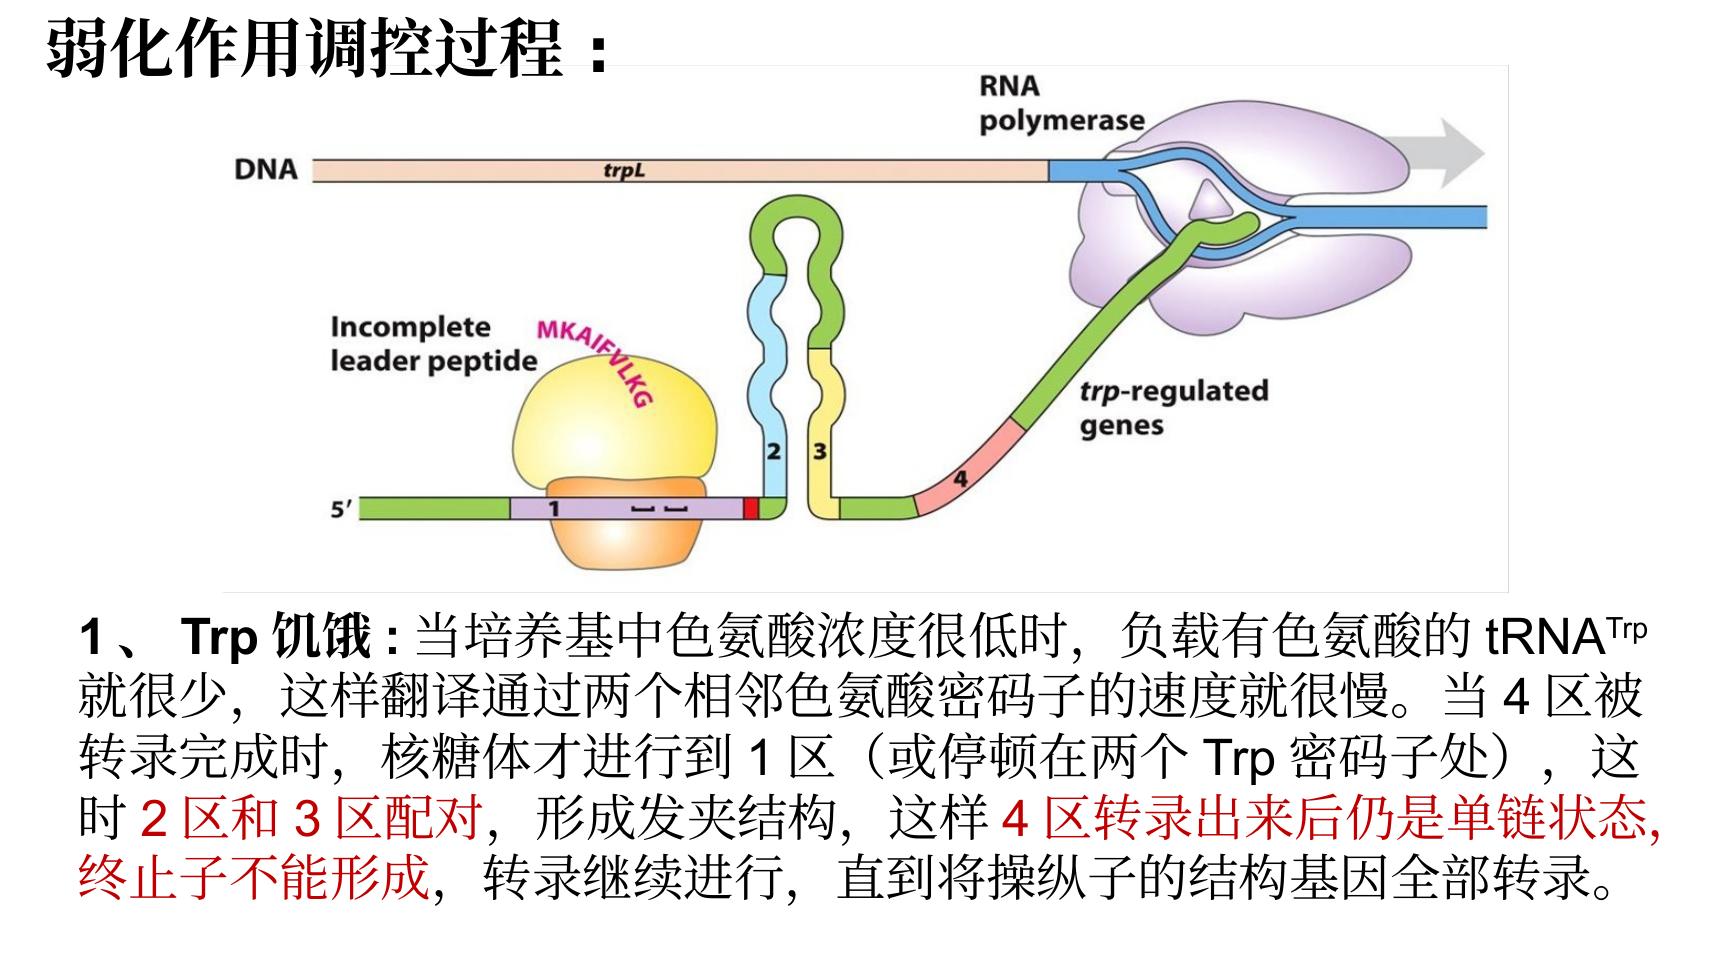 弱化作用调控过程：
RNA
polymerase
DNA
trpL
Incomplete
leader peptide
MKAIFVLKG
trp-regulated
genes
2
3
4
5′
1
1、 Trp 饥饿 : 当培养基中色氨酸浓度很低时，负载有色氨酸的 tRNAᵀʳᵖ
就很少，这样翻译通过两个相邻色氨酸密码子的速度就很慢。当 4 区被
转录完成时，核糖体才进行到 1 区（或停顿在两个 Trp 密码子处），这
时 2 区和 3 区配对，形成发夹结构，这样 4 区转录出来后仍是单链状态,
终止子不能形成，转录继续进行，直到将操纵子的结构基因全部转录。